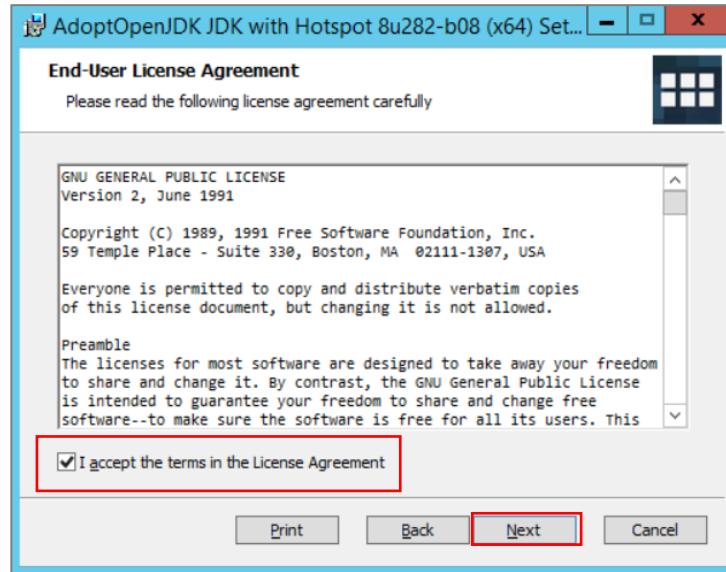 AdoptOpenJDK JDK with Hotspot 8u282-b08 (x64) Set...
End-User License Agreement
Please read the following license agreement carefully
GNU GENERAL PUBLIC LICENSE
Version 2, June 1991
Copyright (C) 1989, 1991 Free Software Foundation, Inc.
59 Temple Place - Suite 330, Boston, MA  02111-1307, USA
Everyone is permitted to copy and distribute verbatim copies
of this license document, but changing it is not allowed.
Preamble
The licenses for most software are designed to take away your freedom
to share and change it. By contrast, the GNU General Public License
is intended to guarantee your freedom to share and change free
software--to make sure the software is free for all its users. This
I accept the terms in the License Agreement
Print Back Next Cancel